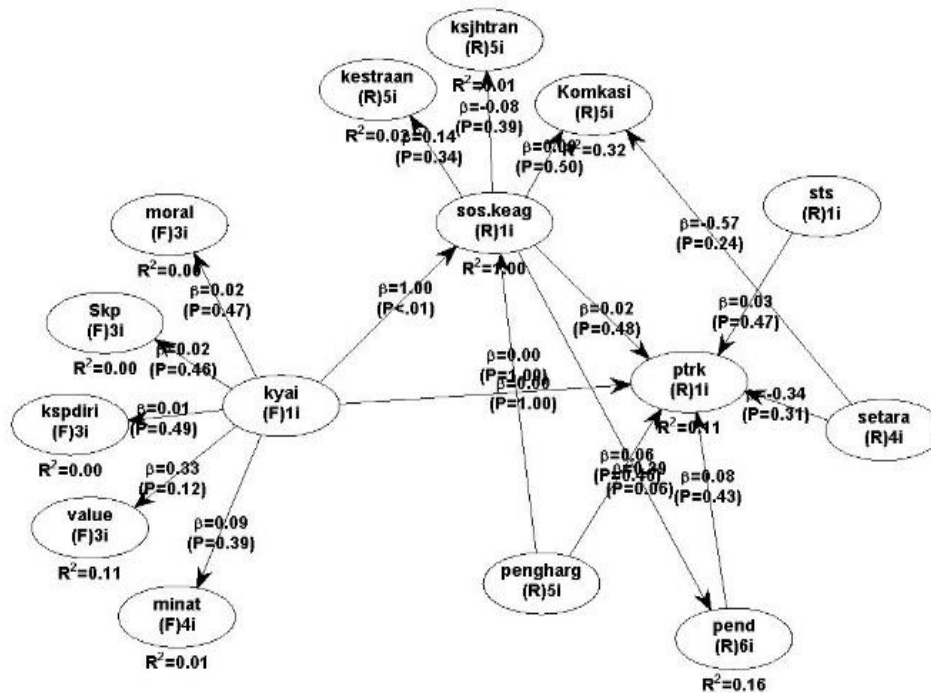 ksjhtran
(R)5i
R²=0.01
β=-0.08
(P=0.39)
kestraan
(R)5i
R²=0.02
β=0.14
(P=0.34)
Komkasi
(R)5i
R²=0.32
(P=0.50)
sos.keag
(R)1i
R²=1.00
sts
(R)1i
β=-0.57
(P=0.24)
moral
(F)3i
R²=0.00
β=0.02
(P=0.47)
β=1.00
(P<.01)
β=0.02
(P=0.48)
β=0.03
(P=0.47)
Skp
(F)3i
R²=0.00
β=0.02
(P=0.46)
kyai
(F)1i
β=0.00
(P=1.00)
β=0.00
(P=1.00)
ptrk
(R)1i
R²=0.11
β=-0.34
(P=0.31)
setara
(R)4i
kspdiri
(F)3i
R²=0.00
β=0.01
(P=0.49)
β=0.33
(P=0.12)
value
(F)3i
R²=0.11
β=0.09
(P=0.39)
minat
(F)4i
R²=0.01
β=0.06
β=0.39
(P=0.06)
β=0.08
(P=0.43)
pengharg
(R)5i
pend
(R)6i
R²=0.16